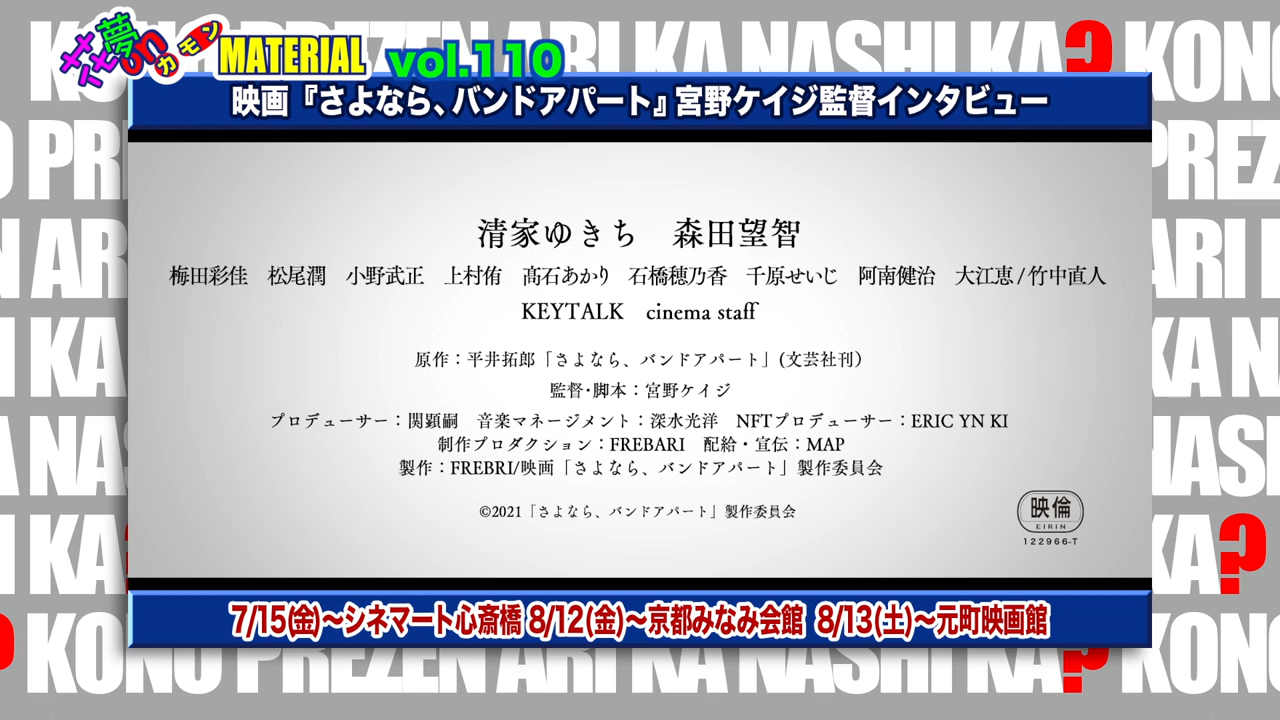 花夢onカモン MATERIAL vol.110
映画『さよなら、バンドアパート』宮野ケイジ監督インタビュー
清家ゆきち　森田望智
梅田彩佳　松尾潤　小野武正　上村侑　髙石あかり　石橋穂乃香　千原せいじ　阿南健治　大江恵/竹中直人
KEYTALK　cinema staff
原作：平井拓郎「さよなら、バンドアパート」(文芸社刊)
監督・脚本：宮野ケイジ
プロデューサー：関顕嗣　音楽マネージメント：深水光洋　NFTプロデューサー：ERIC YN KI
制作プロダクション：FREBARI　配給・宣伝：MAP
製作：FREBRI/映画「さよなら、バンドアパート」製作委員会
©2021「さよなら、バンドアパート」製作委員会
映倫
EIRIN
122966-T
7/15(金)～シネマート心斎橋 8/12(金)～京都みなみ会館 8/13(土)～元町映画館
KONO PREZEN ARI KA NASHI KA? KONO